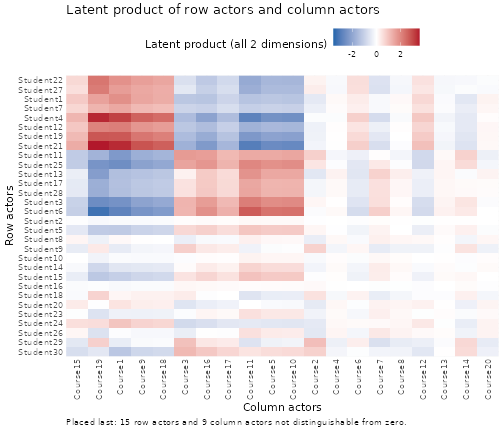 Latent product of row actors and column actors
Latent product (all 2 dimensions)
-2 0 2
Row actors
Student22
Student27
Student1
Student7
Student4
Student12
Student19
Student11
Student21
Student5
Student25
Student13
Student17
Student28
Student3
Student6
Student2
Student5
Student8
Student9
Student10
Student14
Student15
Student16
Student18
Student20
Student23
Student24
Student26
Student29
Student30
Course15
Course19
Course1
Course9
Course18
Course3
Course16
Course17
Course11
Course5
Course10
Course2
Course4
Course6
Course7
Course8
Course12
Course13
Course14
Course20
Column actors
Placed last: 15 row actors and 9 column actors not distinguishable from zero.